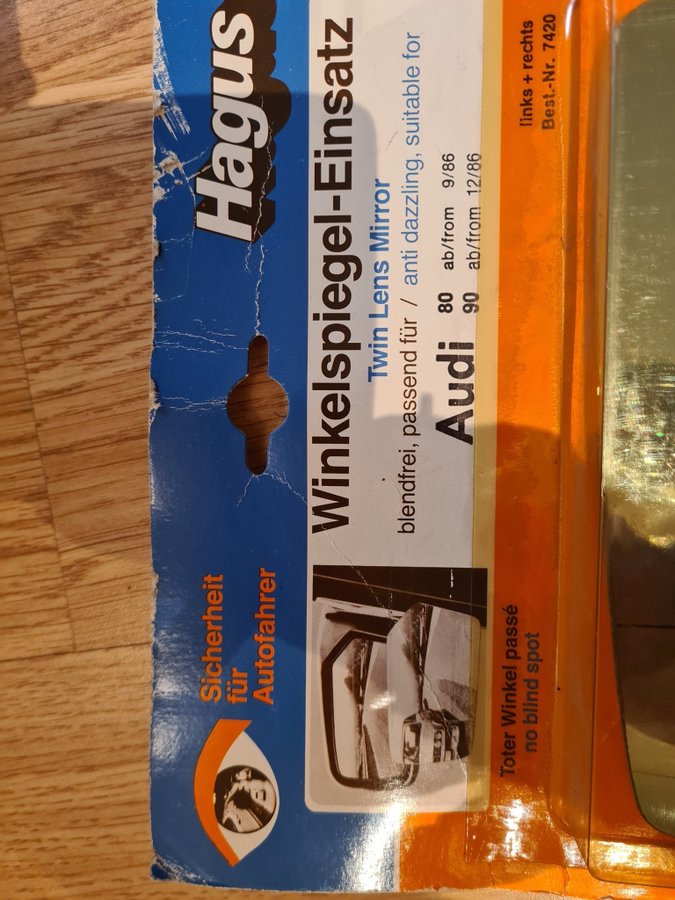 Sicherheit
für
Autofahrer
Hagus
Winkelspiegel-Einsatz
Twin Lens Mirror
blendfrei, passend für / anti dazzling, suitable for
Audi 80 ab/from 9/86
90 ab/from 12/86
Toter Winkel passé
no blind spot
links + rechts
Best.-Nr. 7420